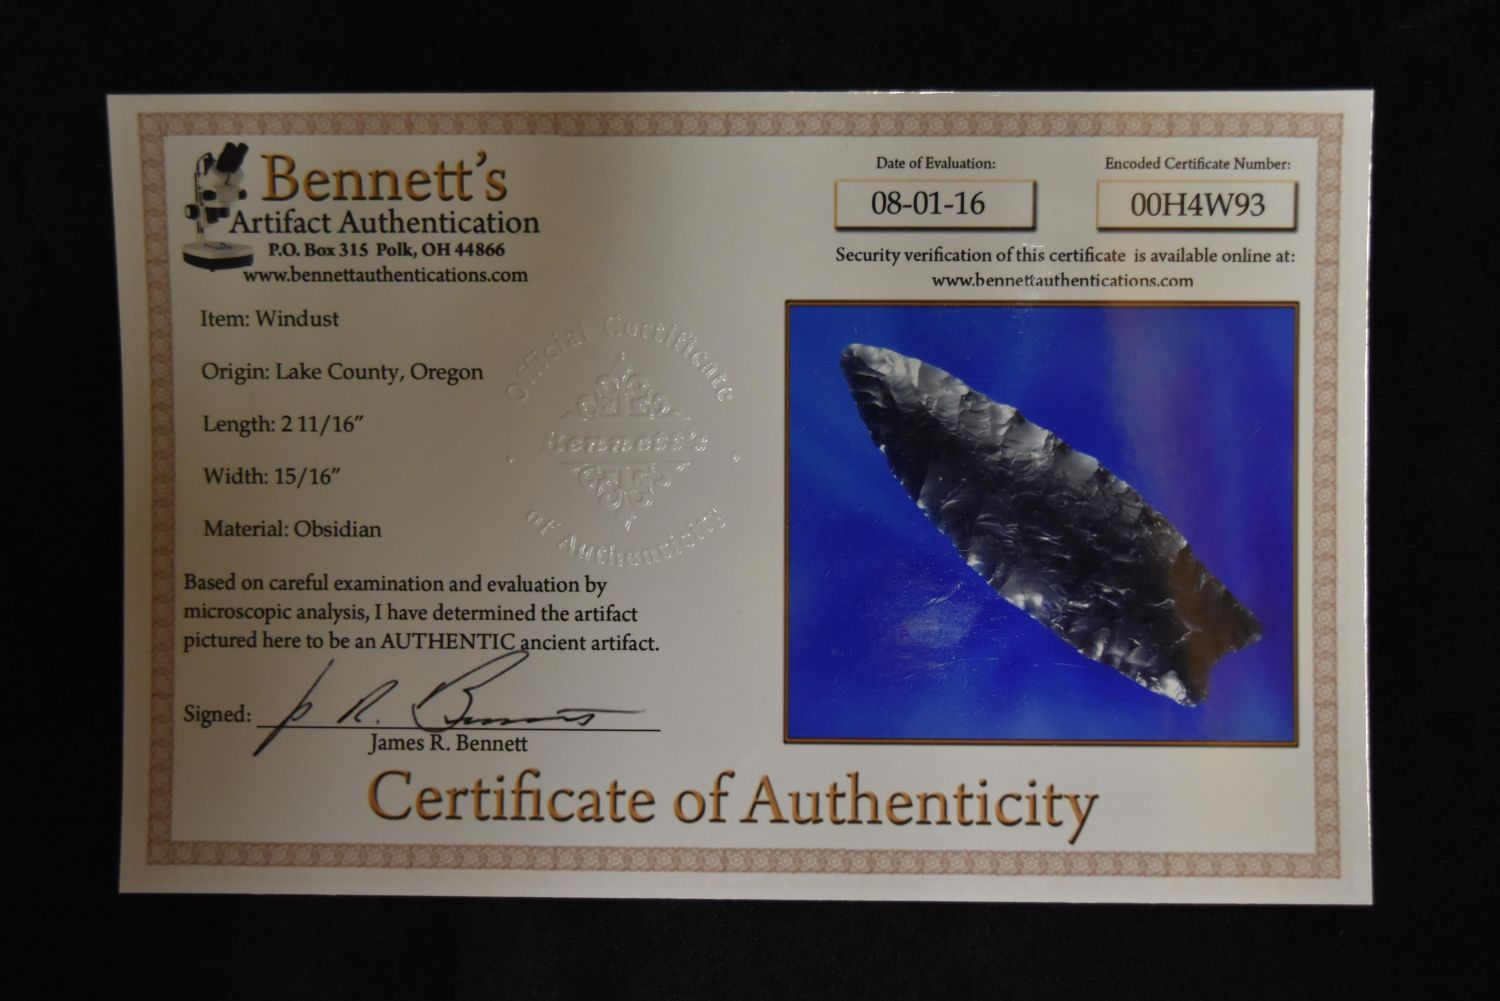 Bennett's
Artifact Authentication
P.O. Box 315 Polk, OH 44866
www.bennettauthentications.com
Date of Evaluation:
08-01-16
Encoded Certificate Number:
00H4W93
Security verification of this certificate is available online at:
www.bennettauthentications.com
Item: Windust
Origin: Lake County, Oregon
Length: 2 11/16"
Width: 15/16"
Material: Obsidian
Official Certificate
Bennett's
of Authenticity
Based on careful examination and evaluation by
microscopic analysis, I have determined the artifact
pictured here to be an AUTHENTIC ancient artifact.
Signed: J. R. Bennett
James R. Bennett
Certificate of Authenticity